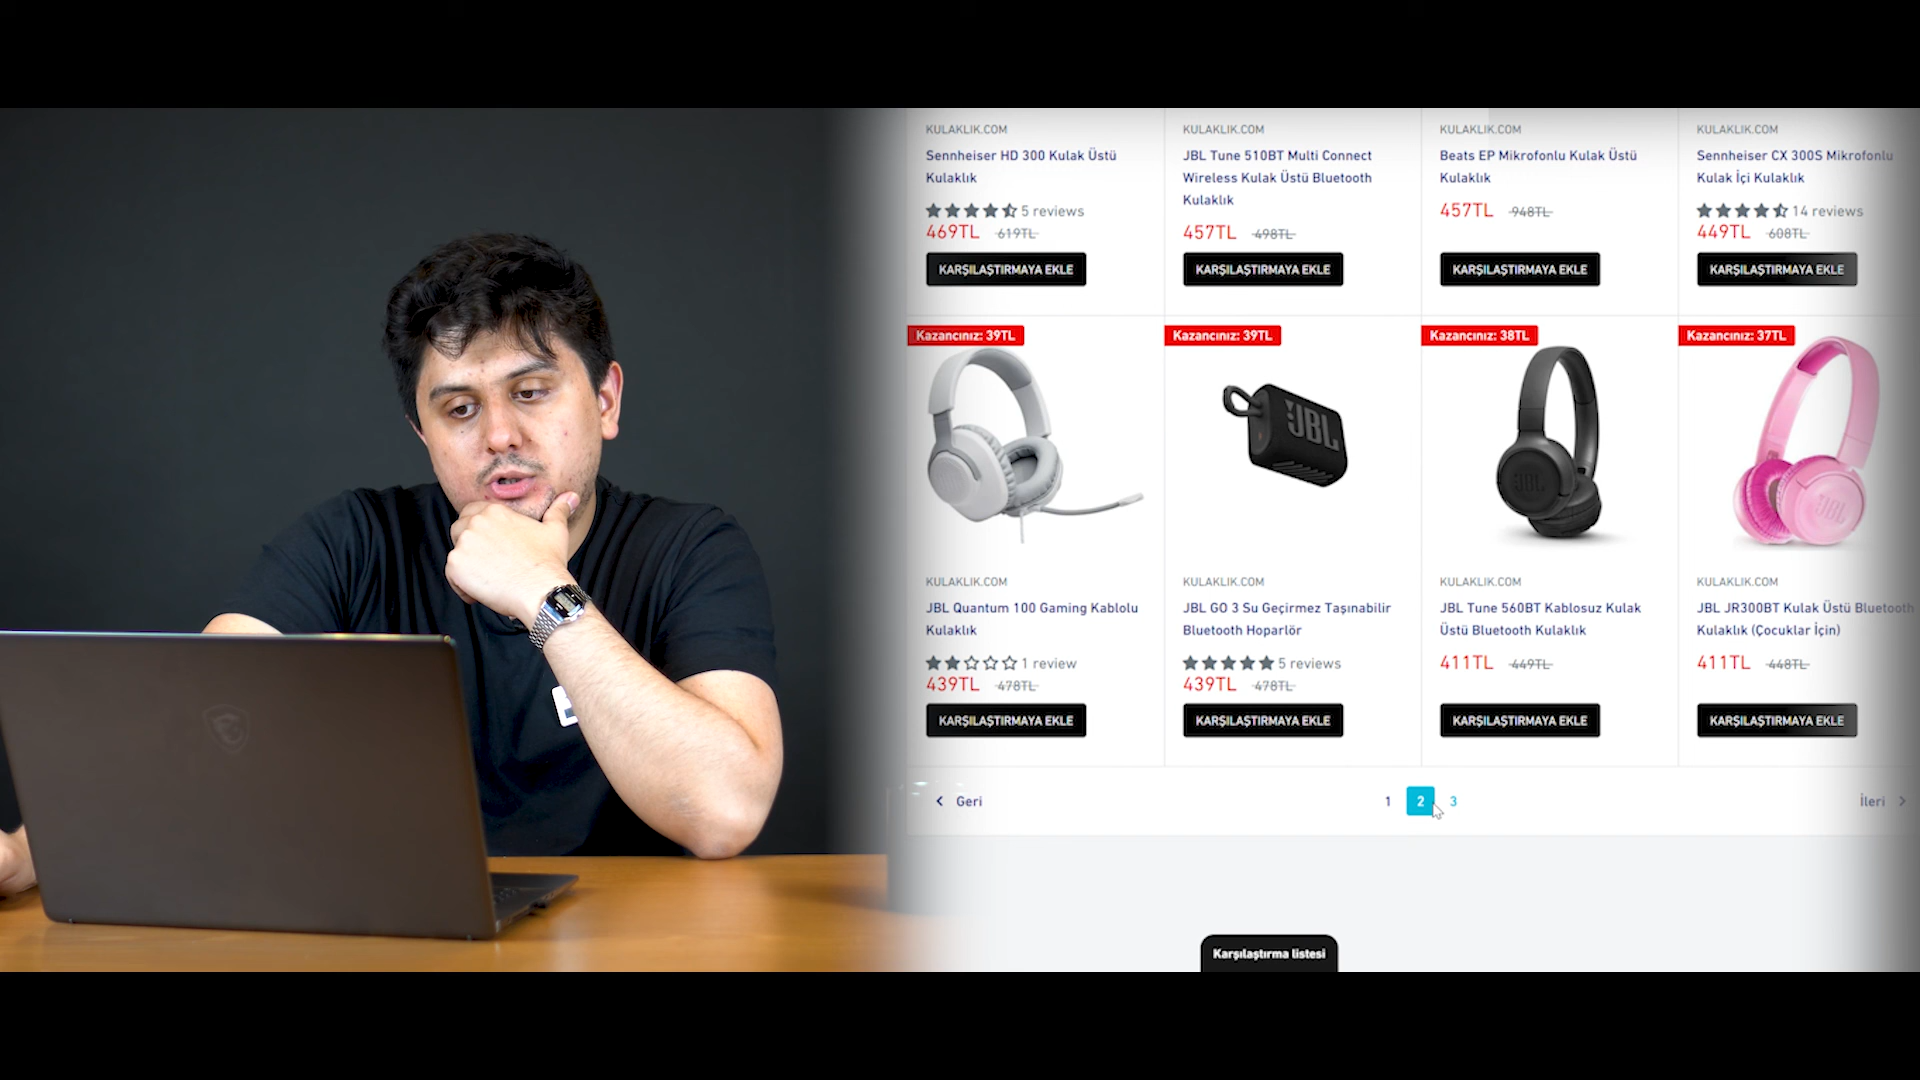 KULAKLIK.COM
Sennheiser HD 300 Kulak Üstü
Kulaklık
5 reviews
469TL 619TL
KARŞILAŞTIRMAYA EKLE
KULAKLIK.COM
JBL Tune 510BT Multi Connect
Wireless Kulak Üstü Bluetooth
Kulaklık
457TL 498TL
KARŞILAŞTIRMAYA EKLE
KULAKLIK.COM
Beats EP Mikrofonlu Kulak Üstü
Kulaklık
457TL 948TL
KARŞILAŞTIRMAYA EKLE
KULAKLIK.COM
Sennheiser CX 300S Mikrofonlu
Kulak İçi Kulaklık
14 reviews
449TL 608TL
KARŞILAŞTIRMAYA EKLE
Kazancınız: 39TL
KULAKLIK.COM
JBL Quantum 100 Gaming Kablolu
Kulaklık
1 review
439TL 478TL
KARŞILAŞTIRMAYA EKLE
Kazancınız: 39TL
JBL
KULAKLIK.COM
JBL GO 3 Su Geçirmez Taşınabilir
Bluetooth Hoparlör
5 reviews
439TL 478TL
KARŞILAŞTIRMAYA EKLE
Kazancınız: 38TL
JBL
KULAKLIK.COM
JBL Tune 560BT Kablosuz Kulak
Üstü Bluetooth Kulaklık
411TL 449TL
KARŞILAŞTIRMAYA EKLE
Kazancınız: 37TL
JBL
KULAKLIK.COM
JBL JR300BT Kulak Üstü Bluetooth
Kulaklık (Çocuklar İçin)
411TL 448TL
KARŞILAŞTIRMAYA EKLE
Geri
1 2 3
İleri
Karşılaştırma listesi